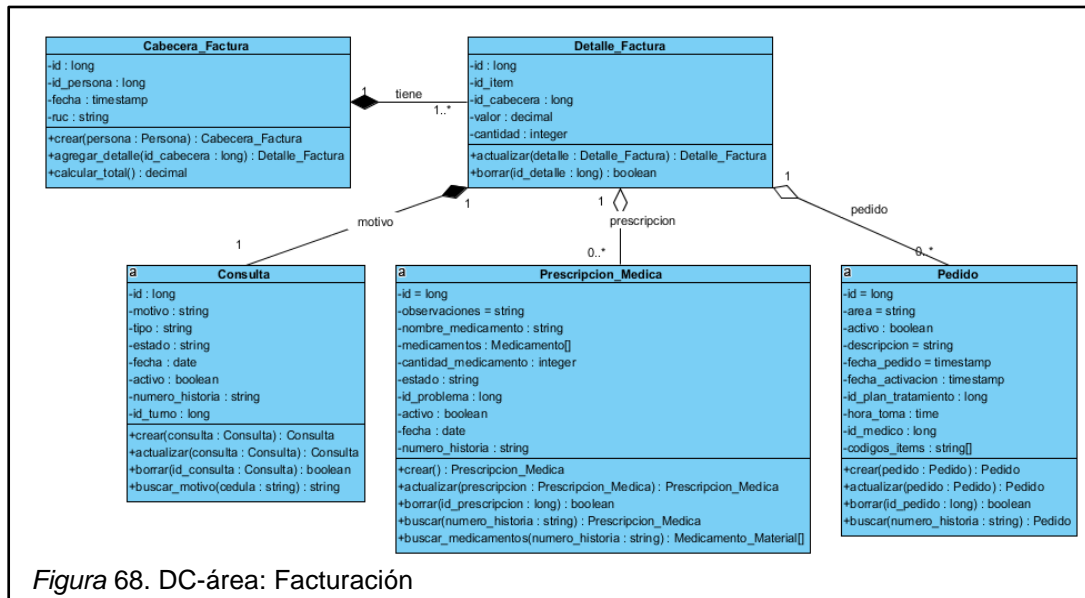 Cabecera_Factura
-id : long
-id_persona : long
-fecha : timestamp
-ruc : string
+crear(persona : Persona) : Cabecera_Factura
+agregar_detalle(id_cabecera : long) : Detalle_Factura
+calcular_total() : decimal
1
tiene
1..*
Detalle_Factura
-id : long
-id_item
-id_cabecera : long
-valor : decimal
-cantidad : integer
+actualizar(detalle : Detalle_Factura) : Detalle_Factura
+borrar(id_detalle : long) : boolean
1
motivo
1
1
prescripcion
0..*
1
pedido
0..*
a
Consulta
-id : long
-motivo : string
-tipo : string
-estado : string
-fecha : date
-activo : boolean
-numero_historia : string
-id_turno : long
+crear(consulta : Consulta) : Consulta
+actualizar(consulta : Consulta) : Consulta
+borrar(id_consulta : Consulta) : boolean
+buscar_motivo(cedula : string) : string
a
Prescripcion_Medica
-id = long
-observaciones = string
-nombre_medicamento : string
-medicamentos : Medicamento[]
-cantidad_medicamento : integer
-estado : string
-id_problema : long
-activo : boolean
-fecha : date
-numero_historia : string
+crear() : Prescripcion_Medica
+actualizar(prescripcion : Prescripcion_Medica) : Prescripcion_Medica
+borrar(id_prescripcion : long) : boolean
+buscar(numero_historia : string) : Prescripcion_Medica
+buscar_medicamentos(numero_historia : string) : Medicamento_Material[]
a
Pedido
-id = long
-area = string
-activo : boolean
-descripcion = string
-fecha_pedido = timestamp
-fecha_activacion : timestamp
-id_plan_tratamiento : long
-hora_toma : time
-id_medico : long
-codigos_items : string[]
+crear(pedido : Pedido) : Pedido
+actualizar(pedido : Pedido) : Pedido
+borrar(id_pedido : long) : boolean
+buscar(numero_historia : string) : Pedido
Figura 68. DC-área: Facturación